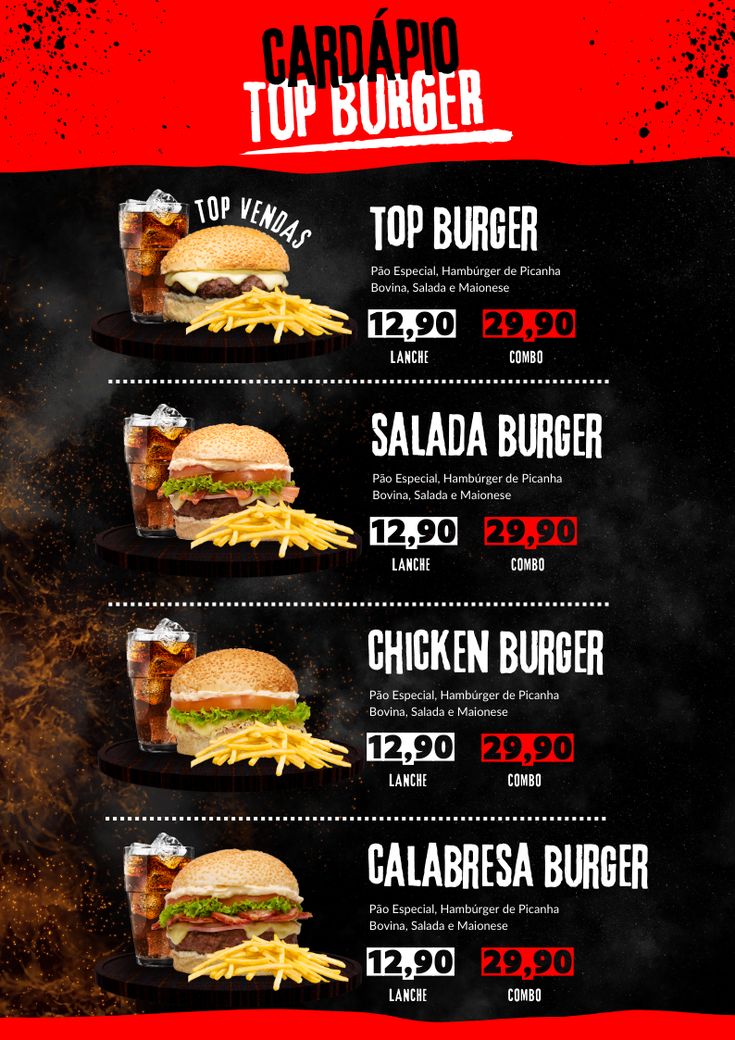 CARDÁPIO
TOP BURGER
TOP VENDAS
TOP BURGER
Pão Especial, Hambúrger de Picanha
Bovina, Salada e Maionese
12,90 29,90
LANCHE COMBO
SALADA BURGER
Pão Especial, Hambúrger de Picanha
Bovina, Salada e Maionese
12,90 29,90
LANCHE COMBO
CHICKEN BURGER
Pão Especial, Hambúrger de Picanha
Bovina, Salada e Maionese
12,90 29,90
LANCHE COMBO
CALABRESA BURGER
Pão Especial, Hambúrger de Picanha
Bovina, Salada e Maionese
12,90 29,90
LANCHE COMBO